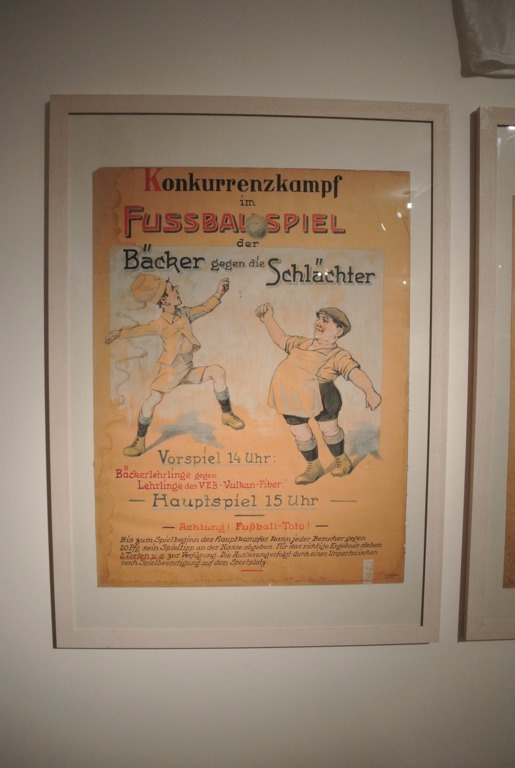 Konkurrenzkampf
im
FUSSBALLSPIEL
der
Bäcker gegen die Schlächter
Vorspiel 14 Uhr:
Bäckerlehrlinge gegen
Lehrlinge des VEB-Vulkan-Fiber.
— Hauptspiel 15 Uhr —
— Achtung! Fußball-Toto! —
Bis zum Spielbeginn des Hauptkampfes kann jeder Besucher gegen
20 Pfg sein Spieltipp an der Kasse abgeben. Für das richtige Ergebnis stehen
Torten u.a. zur Verfügung. Die Auslosung erfolgt durch einen Unparteiischen
nach Spielbeendigung auf dem Sportplatz.